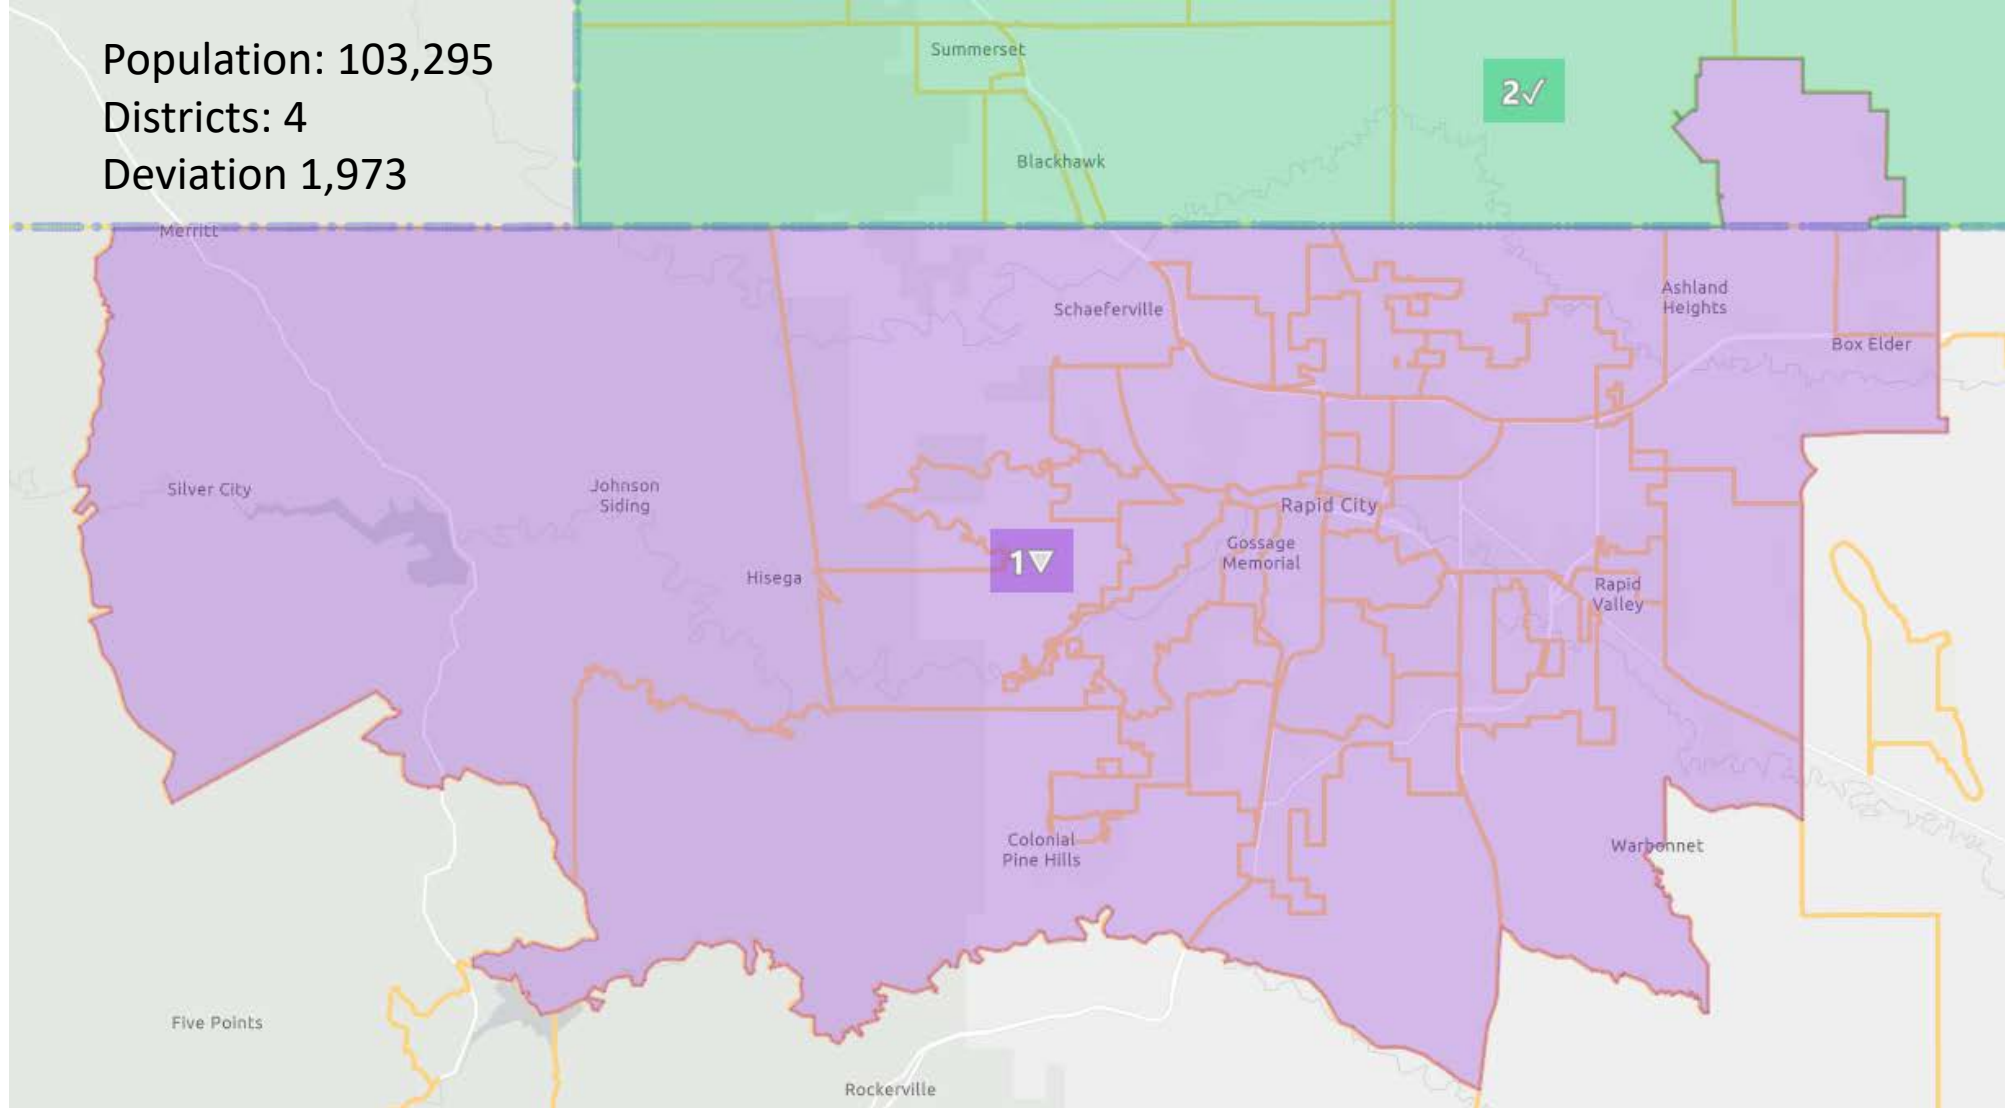 Population: 103,295
Districts: 4
Deviation 1,973
Summerset
2✓
Blackhawk
Merritt
Schaeferville
Ashland
Heights
Box Elder
Silver City
Johnson
Siding
Rapid City
Gossage
Memorial
1▼
Hisega
Rapid
Valley
Colonial
Pine Hills
Warbonnet
Five Points
Rockerville